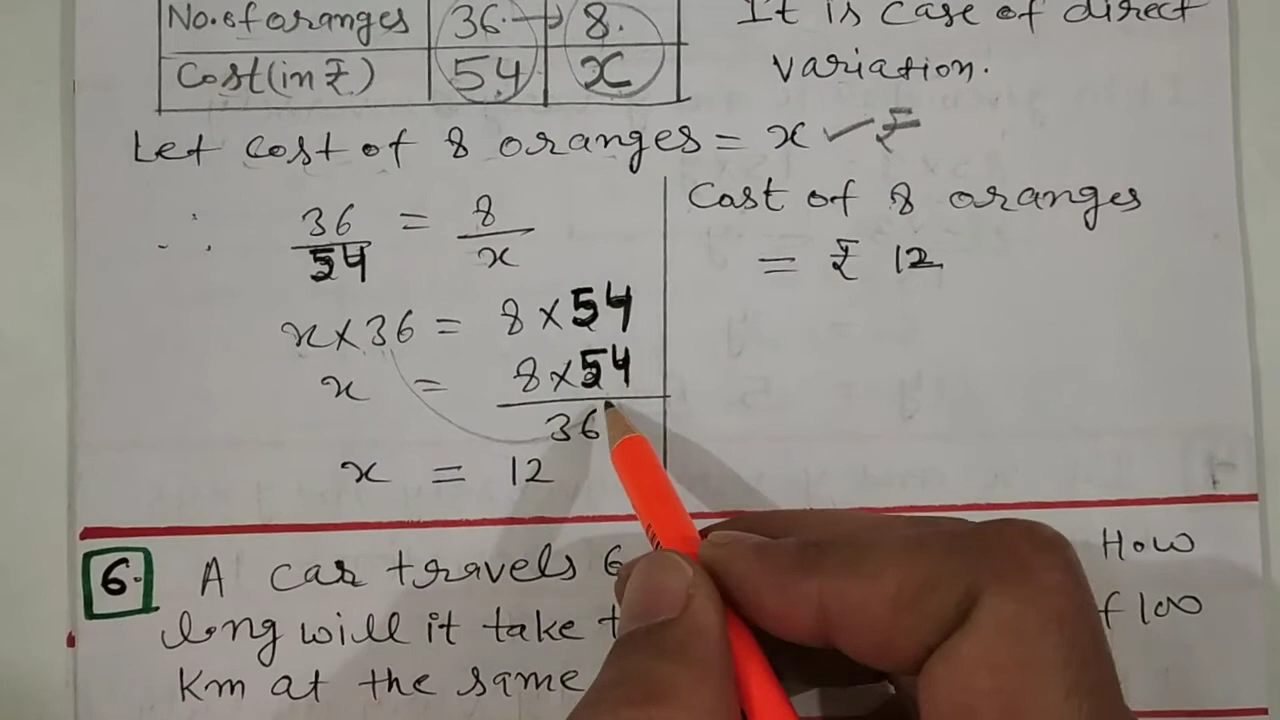 No. of oranges 36. → 8.
Cost (in ₹) 54 x
It is case of direct
variation.
Let cost of 8 oranges = x ✓ ₹
∴ 36/54 = 8/x
x × 36 = 8 × 54
x = 8 × 54 / 36
x = 12
Cost of 8 oranges
= ₹ 12
6. A car travels 6 How
long will it take t f 100
Km at the same